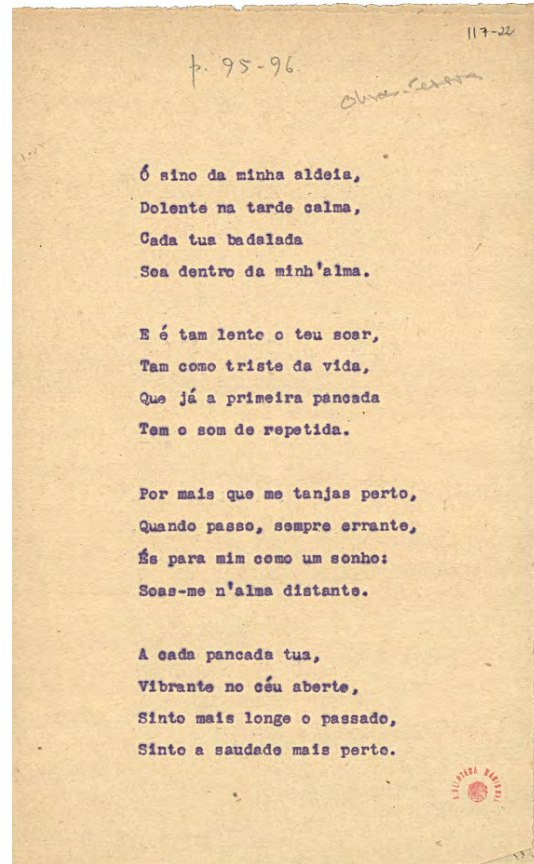 117-22
p. 95-96
Ó sino da minha aldeia,
Dolente na tarde calma,
Cada tua badalada
Soa dentro da minh'alma.
E é tam lento o teu soar,
Tam como triste da vida,
Que já a primeira pancada
Tem o som de repetida.
Por mais que me tanjas perto,
Quando passo, sempre errante,
És para mim como um sonho:
Soas-me n'alma distante.
A cada pancada tua,
Vibrante no céu aberto,
Sinto mais longe o passado,
Sinto a saudade mais perto.
BIBLIOTECA NACIONAL